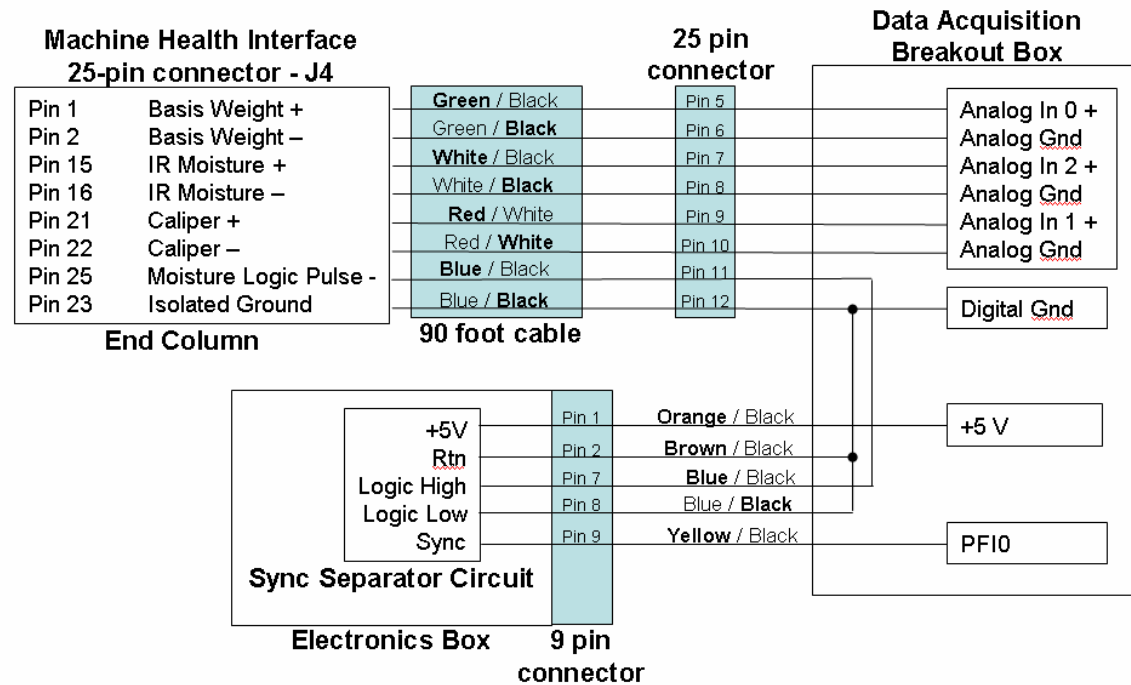 Machine Health Interface
25-pin connector - J4
25 pin
connector
Data Acquisition
Breakout Box
Pin 1 Basis Weight + Green / Black Pin 5 Analog In 0 +
Pin 2 Basis Weight – Green / Black Pin 6 Analog Gnd
Pin 15 IR Moisture + White / Black Pin 7 Analog In 2 +
Pin 16 IR Moisture – White / Black Pin 8 Analog Gnd
Pin 21 Caliper + Red / White Pin 9 Analog In 1 +
Pin 22 Caliper – Red / White Pin 10 Analog Gnd
Pin 25 Moisture Logic Pulse - Blue / Black Pin 11
Pin 23 Isolated Ground Blue / Black Pin 12 Digital Gnd
End Column
90 foot cable
+5V Pin 1 Orange / Black +5 V
Rtn Pin 2 Brown / Black
Logic High Pin 7 Blue / Black
Logic Low Pin 8 Blue / Black
Sync Pin 9 Yellow / Black PFI0
Sync Separator Circuit
Electronics Box
9 pin
connector